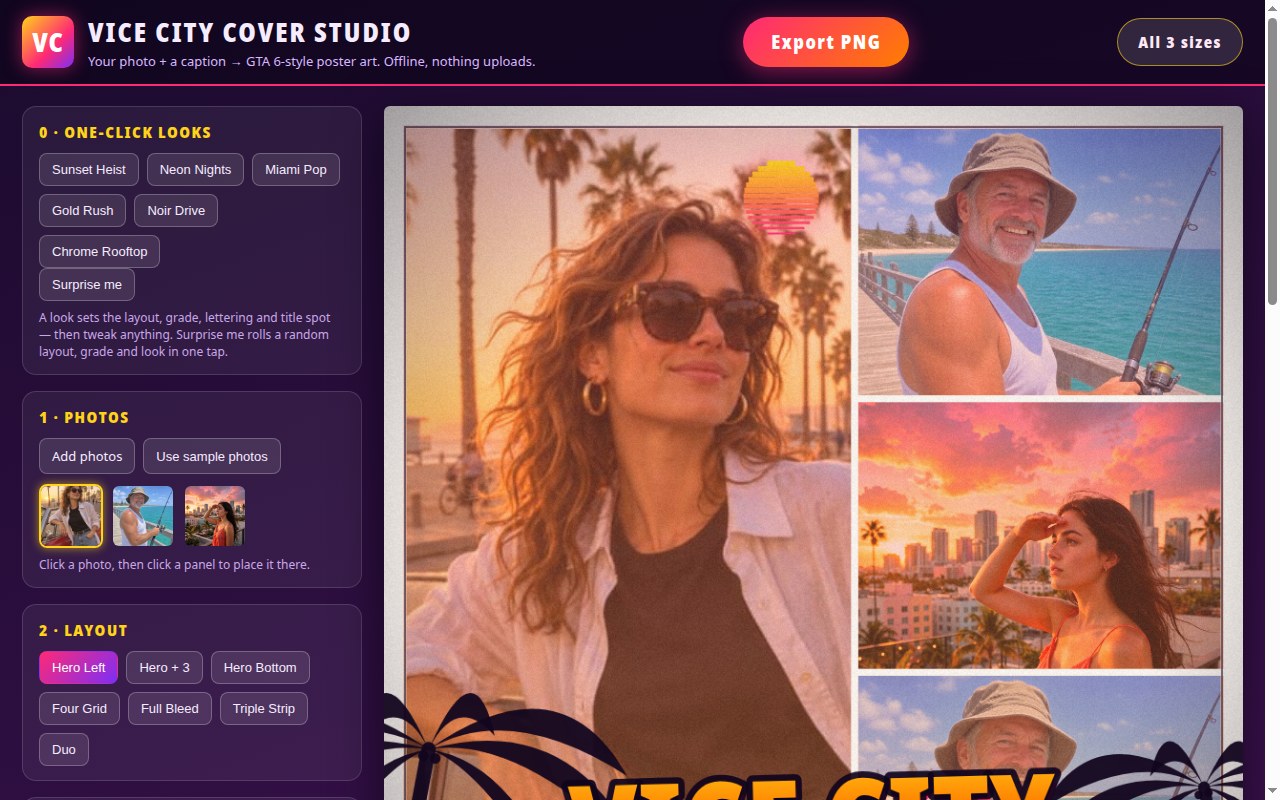 VC
VICE CITY COVER STUDIO
Your photo + a caption → GTA 6-style poster art. Offline, nothing uploads.
Export PNG
All 3 sizes
0 · ONE-CLICK LOOKS
Sunset Heist
Neon Nights
Miami Pop
Gold Rush
Noir Drive
Chrome Rooftop
Surprise me
A look sets the layout, grade, lettering and title spot
— then tweak anything. Surprise me rolls a random
layout, grade and look in one tap.
1 · PHOTOS
Add photos
Use sample photos
Click a photo, then click a panel to place it there.
2 · LAYOUT
Hero Left
Hero + 3
Hero Bottom
Four Grid
Full Bleed
Triple Strip
Duo
VICE CITY